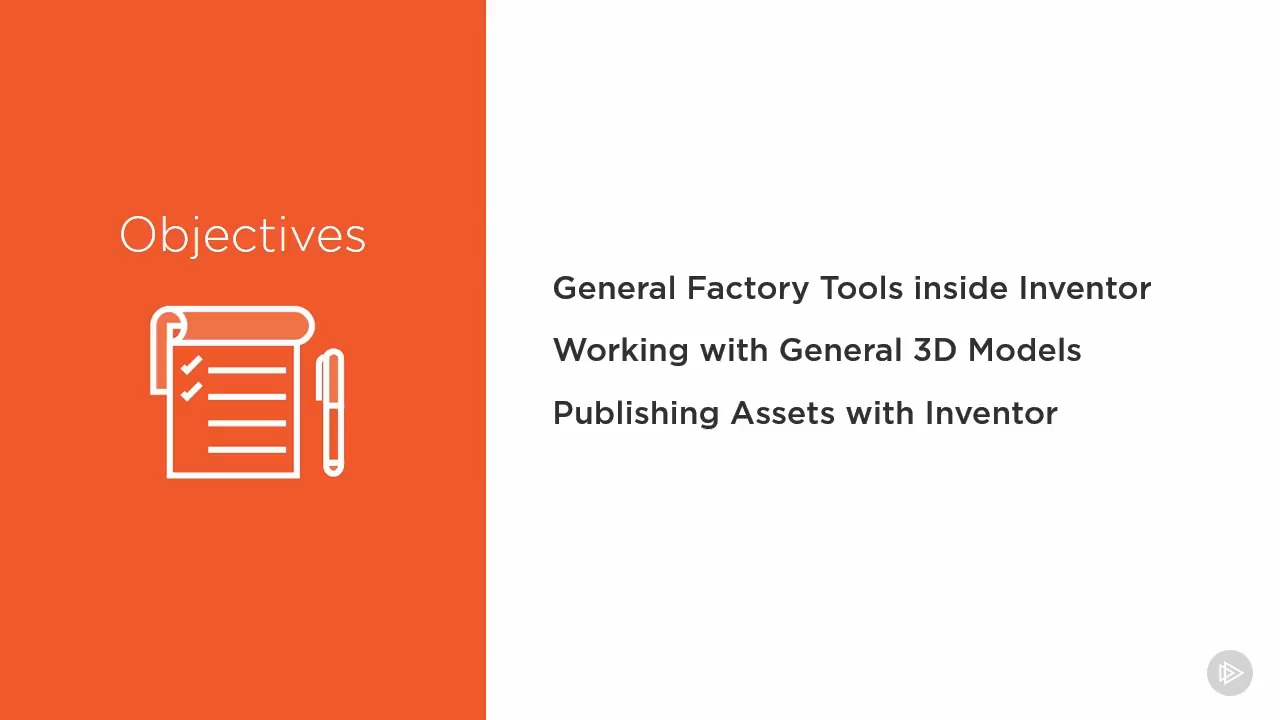 Objectives
General Factory Tools inside Inventor
Working with General 3D Models
Publishing Assets with Inventor